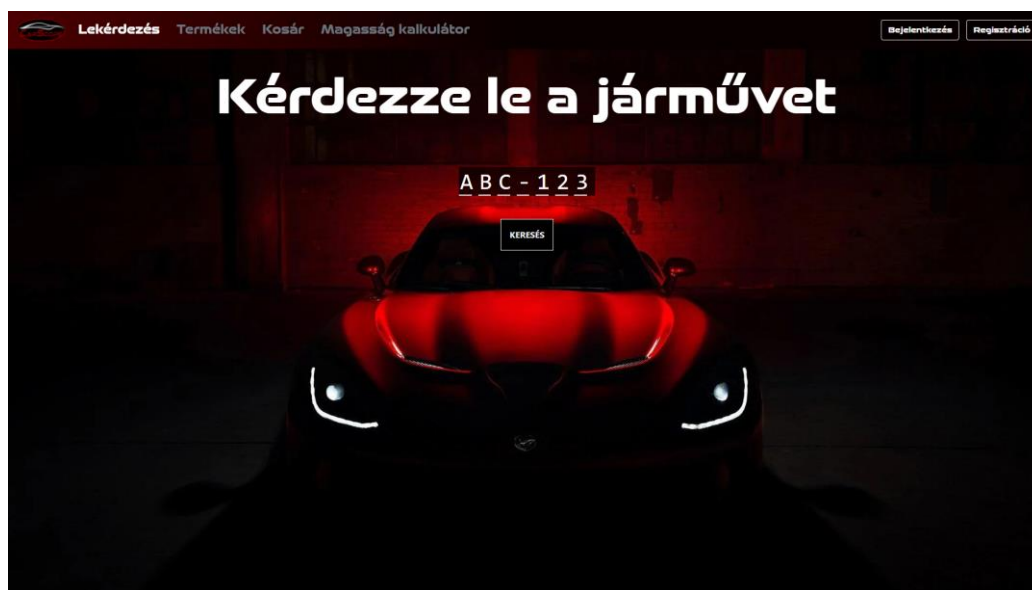 Lekérdezés Termékek Kosár Magasság kalkulátor Bejelentkezés Regisztráció
Kérdezze le a járművet
ABC-123
KERESÉS